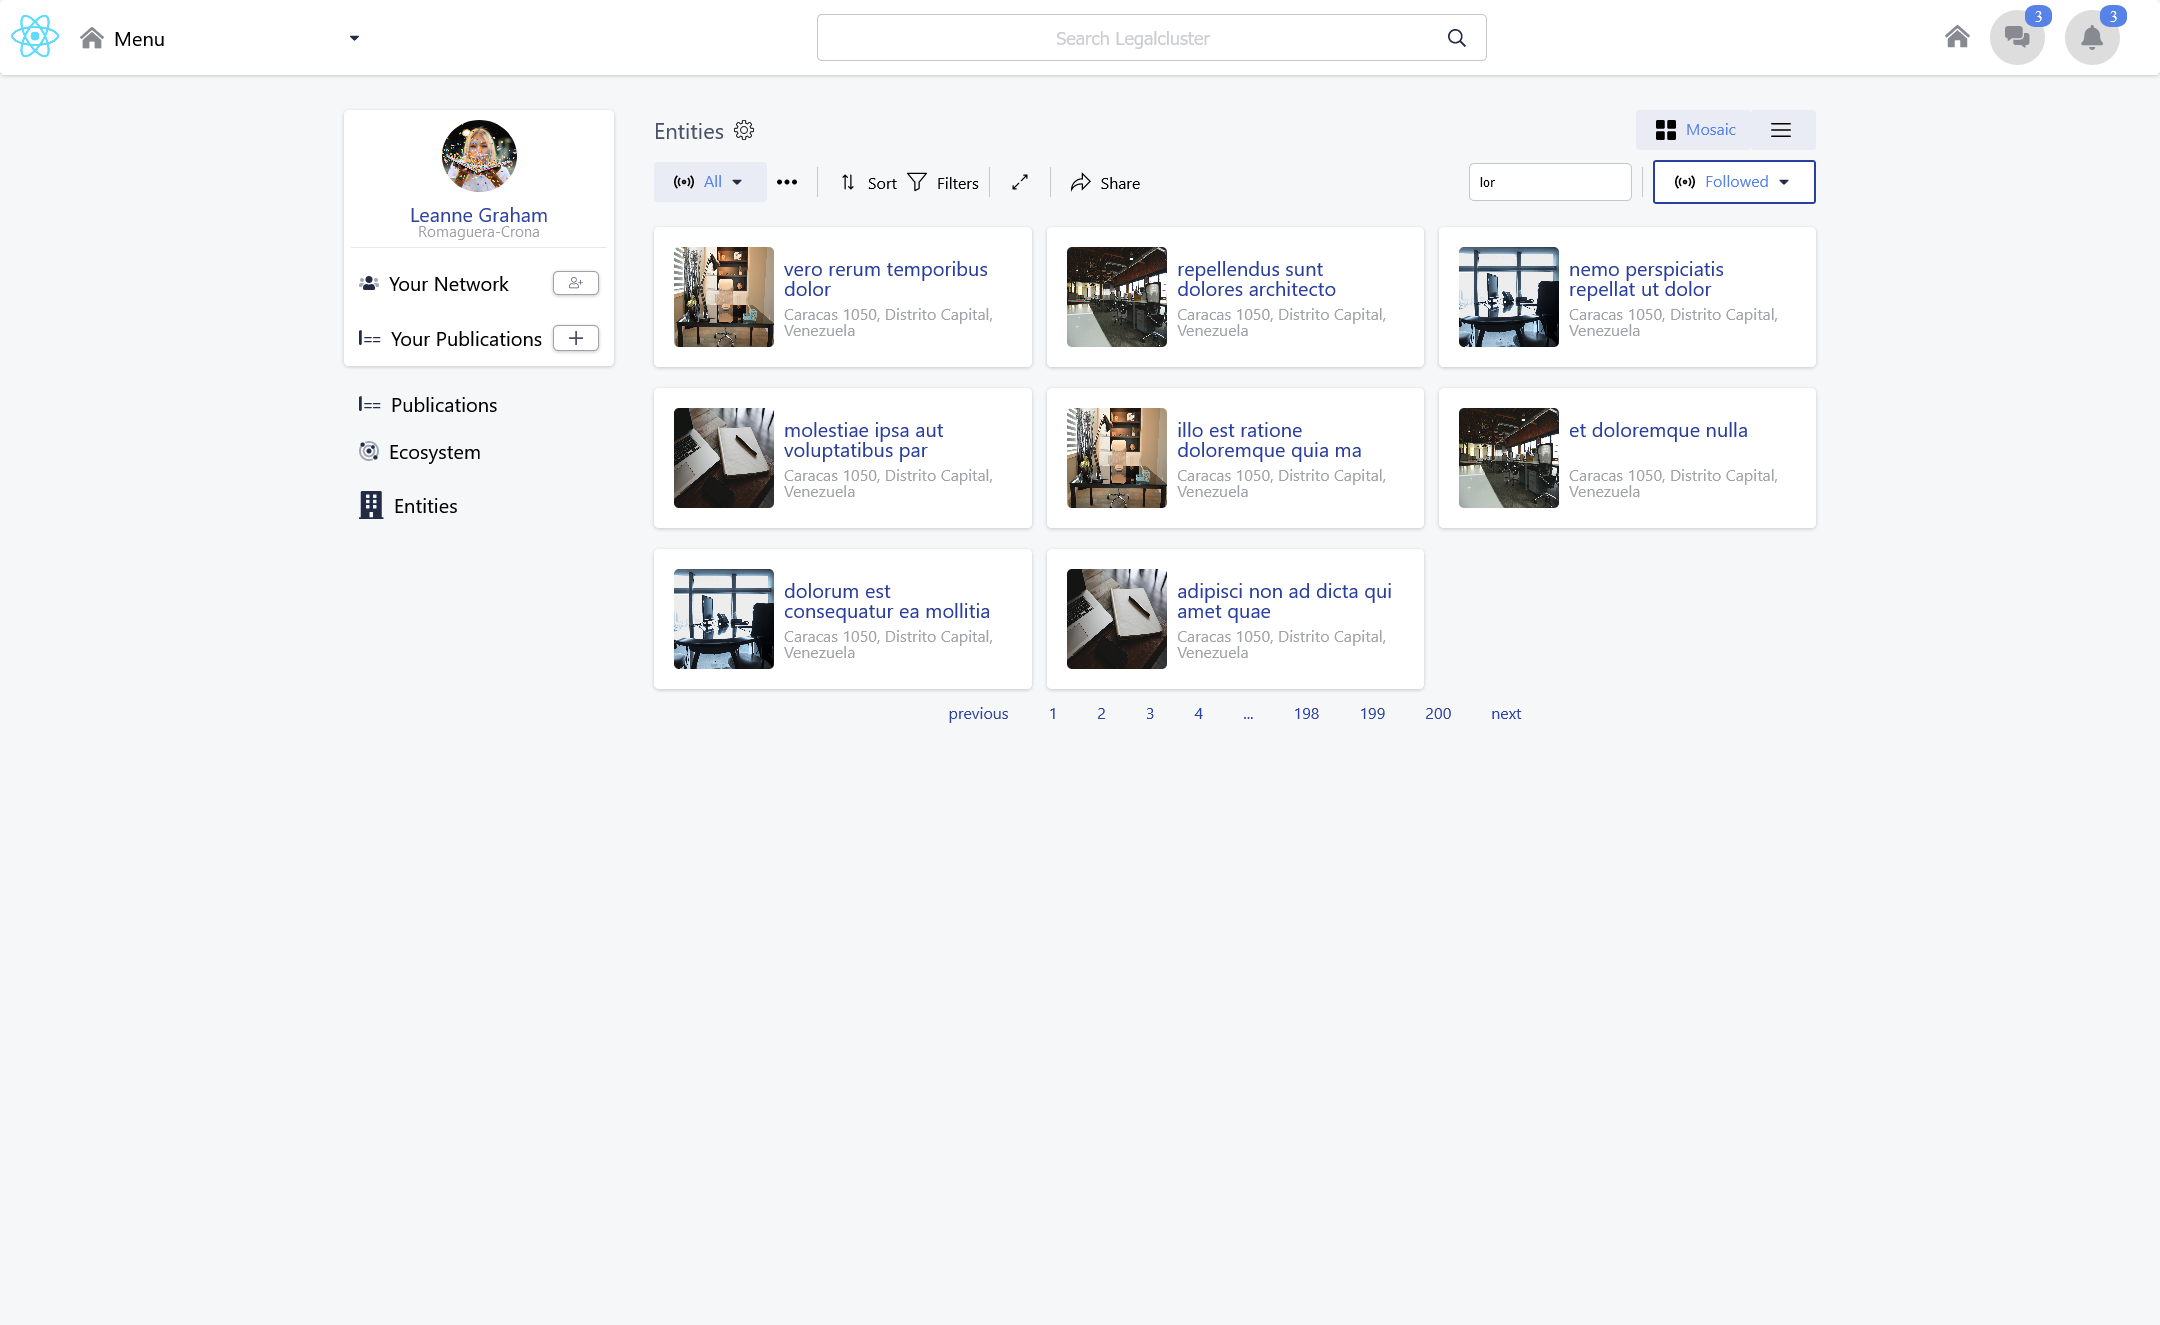 Menu
Search Legalcluster
3
3
Leanne Graham
Romaguera-Crona
Your Network
Your Publications
Publications
Ecosystem
Entities
Entities
Mosaic
All
Sort
Filters
Share
lor
Followed
vero rerum temporibus
dolor
Caracas 1050, Distrito Capital,
Venezuela
repellendus sunt
dolores architecto
Caracas 1050, Distrito Capital,
Venezuela
nemo perspiciatis
repellat ut dolor
Caracas 1050, Distrito Capital,
Venezuela
molestiae ipsa aut
voluptatibus par
Caracas 1050, Distrito Capital,
Venezuela
illo est ratione
doloremque quia ma
Caracas 1050, Distrito Capital,
Venezuela
et doloremque nulla
Caracas 1050, Distrito Capital,
Venezuela
dolorum est
consequatur ea mollitia
Caracas 1050, Distrito Capital,
Venezuela
adipisci non ad dicta qui
amet quae
Caracas 1050, Distrito Capital,
Venezuela
previous 1 2 3 4 ... 198 199 200 next